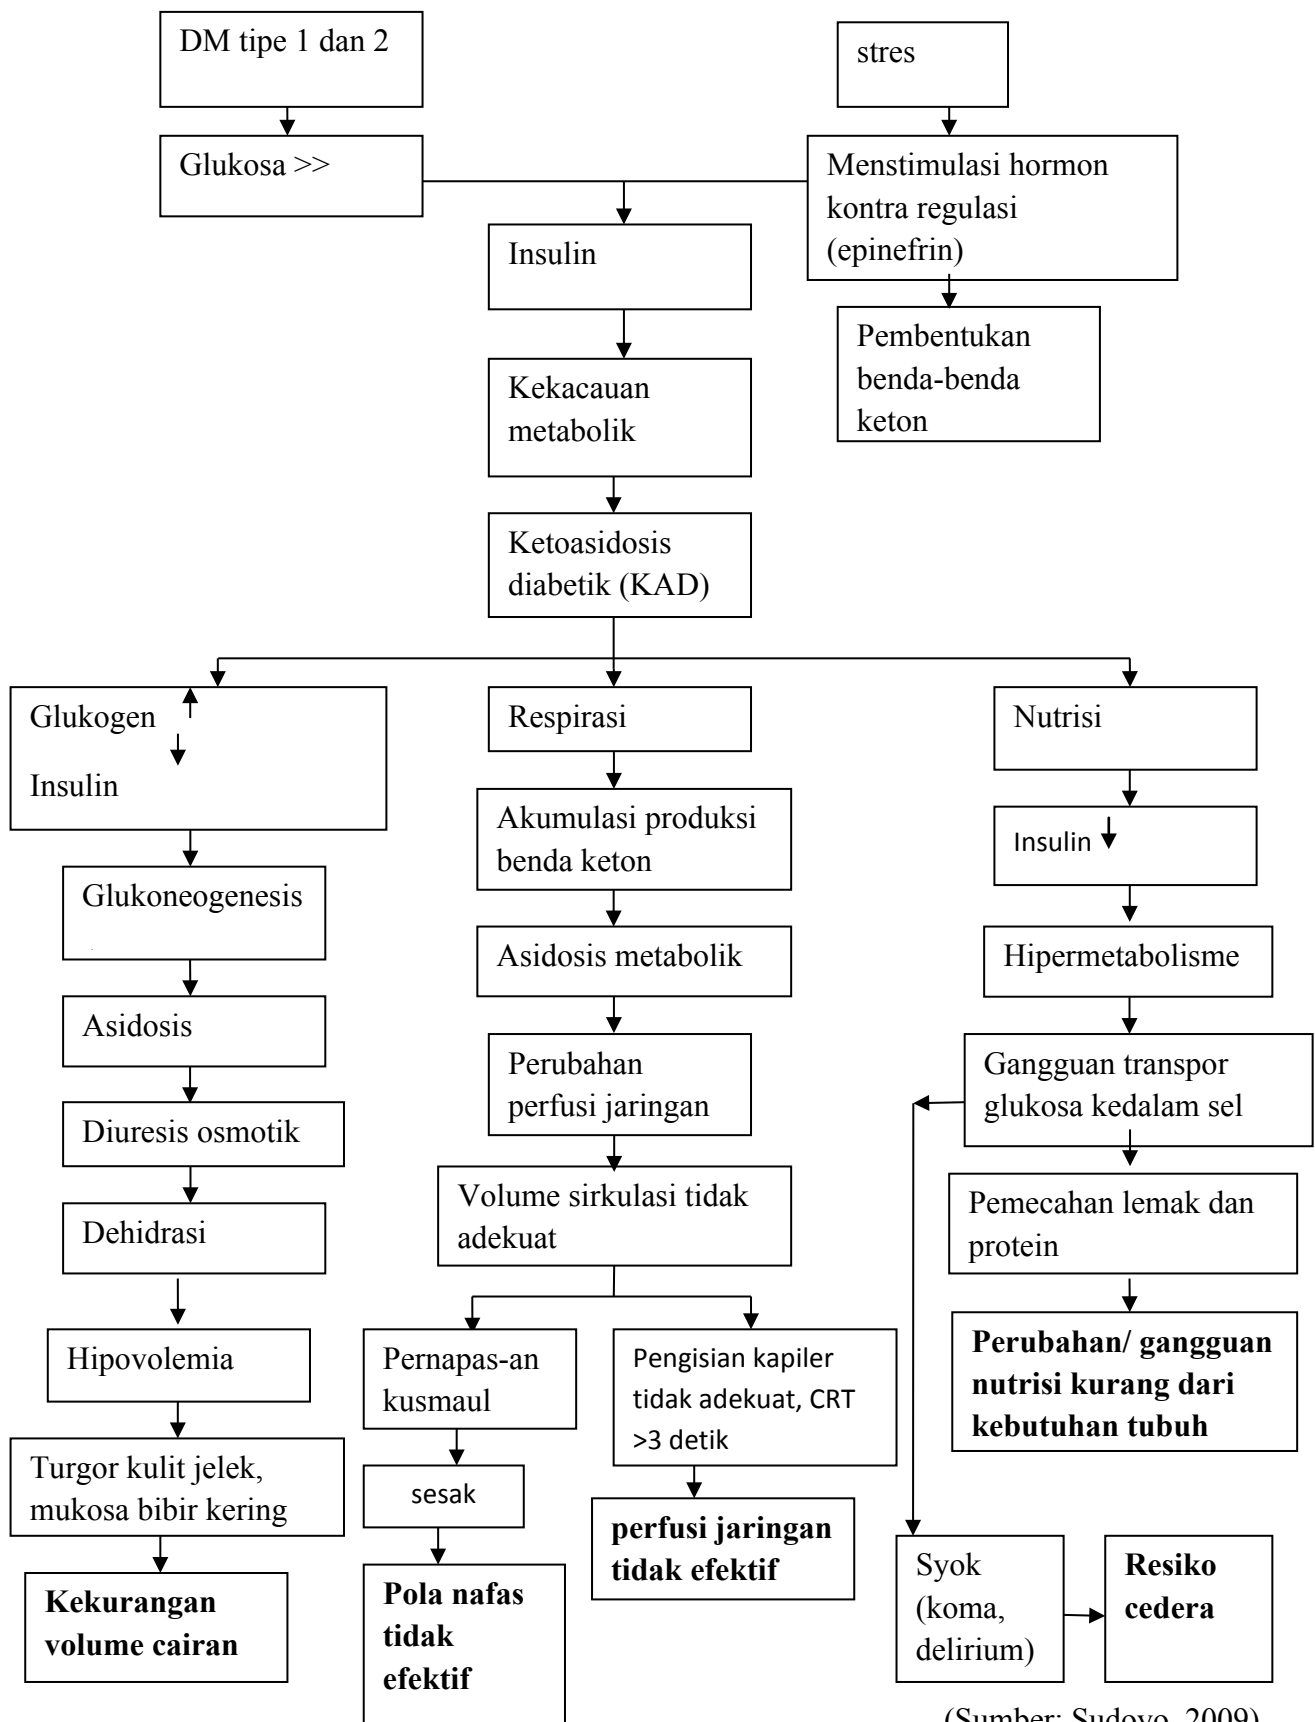 DM tipe 1 dan 2
stres
Glukosa >>
Menstimulasi hormon
kontra regulasi
(epinefrin)
Insulin
Pembentukan
benda-benda
keton
Kekacauan
metabolik
Ketoasidosis
diabetik (KAD)
Glukogen
Insulin
Respirasi
Nutrisi
Akumulasi produksi
benda keton
Insulin
Glukoneogenesis
Asidosis metabolik
Hipermetabolisme
Asidosis
Perubahan
perfusi jaringan
Gangguan transpor
glukosa kedalam sel
Diuresis osmotik
Volume sirkulasi tidak
adekuat
Pemecahan lemak dan
protein
Dehidrasi
Hipovolemia
Pernapas-an
kusmaul
Pengisian kapiler
tidak adekuat, CRT
>3 detik
Perubahan/ gangguan
nutrisi kurang dari
kebutuhan tubuh
Turgor kulit jelek,
mukosa bibir kering
sesak
perfusi jaringan
tidak efektif
Syok
(koma,
delirium)
Resiko
cedera
Kekurangan
volume cairan
Pola nafas
tidak
efektif
(Sumber: Sudoyo, 2009)